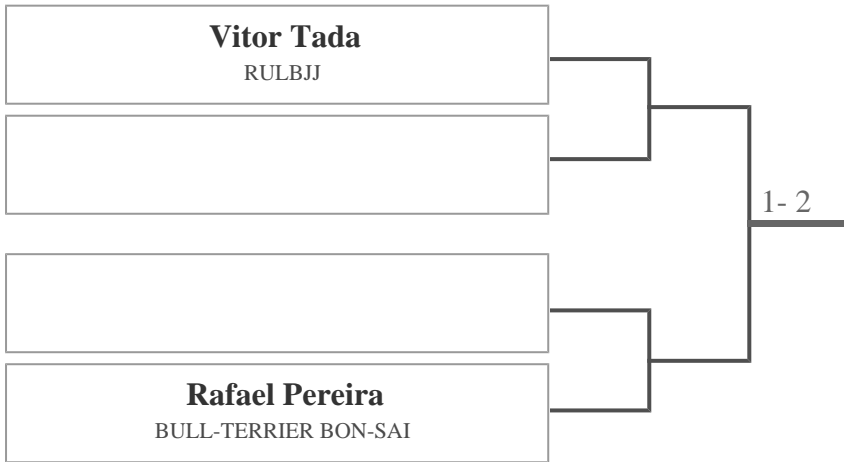 Vitor Tada
RULBJJ
1- 2
Rafael Pereira
BULL-TERRIER BON-SAI